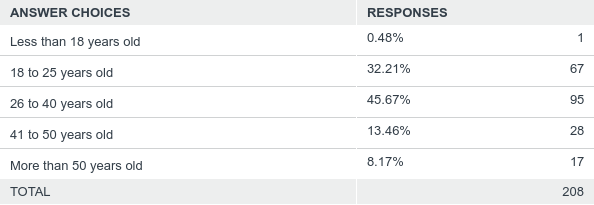 ANSWER CHOICES RESPONSES
Less than 18 years old 0.48% 1
18 to 25 years old 32.21% 67
26 to 40 years old 45.67% 95
41 to 50 years old 13.46% 28
More than 50 years old 8.17% 17
TOTAL 208